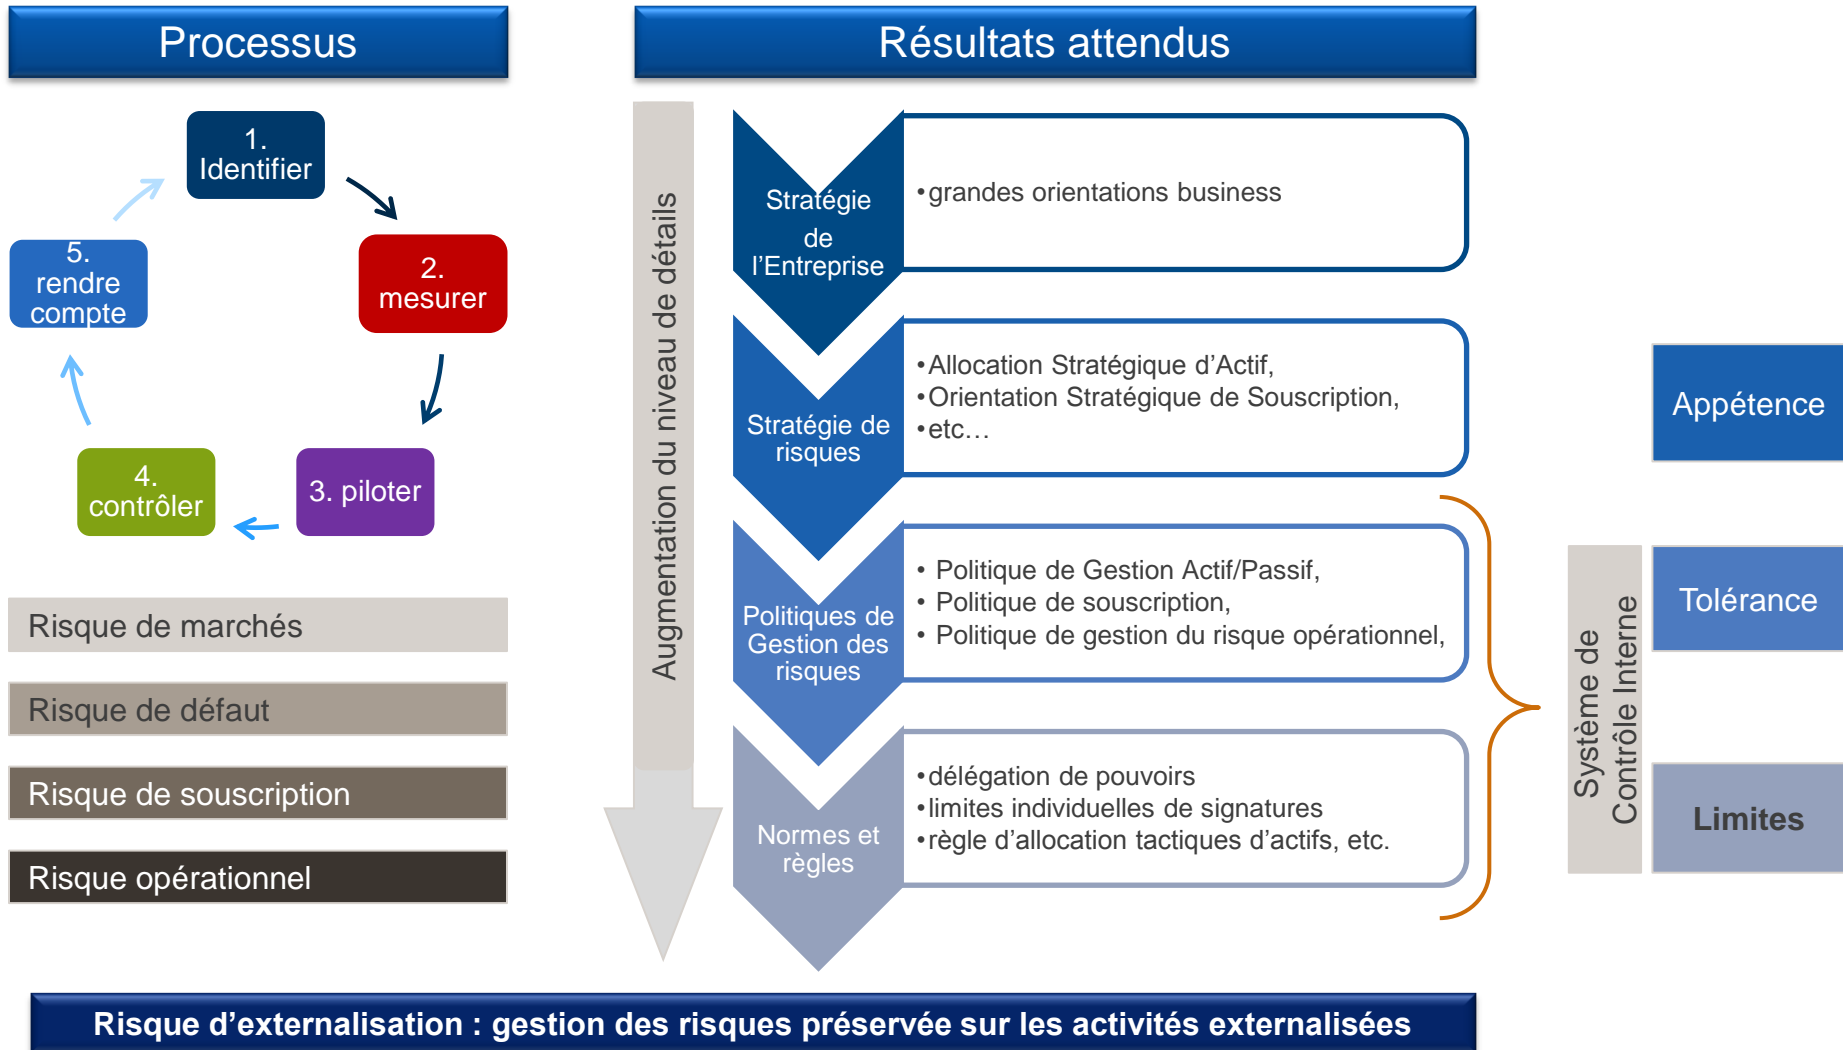 Processus
1.
Identifier
2.
mesurer
3. piloter
4.
contrôler
5.
rendre
compte
Risque de marchés
Risque de défaut
Risque de souscription
Risque opérationnel
Résultats attendus
Augmentation du niveau de détails
Stratégie
de
l’Entreprise
•grandes orientations business
Stratégie de
risques
•Allocation Stratégique d’Actif,
•Orientation Stratégique de Souscription,
•etc…
Politiques de
Gestion des
risques
• Politique de Gestion Actif/Passif,
• Politique de souscription,
• Politique de gestion du risque opérationnel,
Normes et
règles
•délégation de pouvoirs
•limites individuelles de signatures
•règle d’allocation tactiques d’actifs, etc.
Système de
Contrôle Interne
Appétence
Tolérance
Limites
Risque d’externalisation : gestion des risques préservée sur les activités externalisées